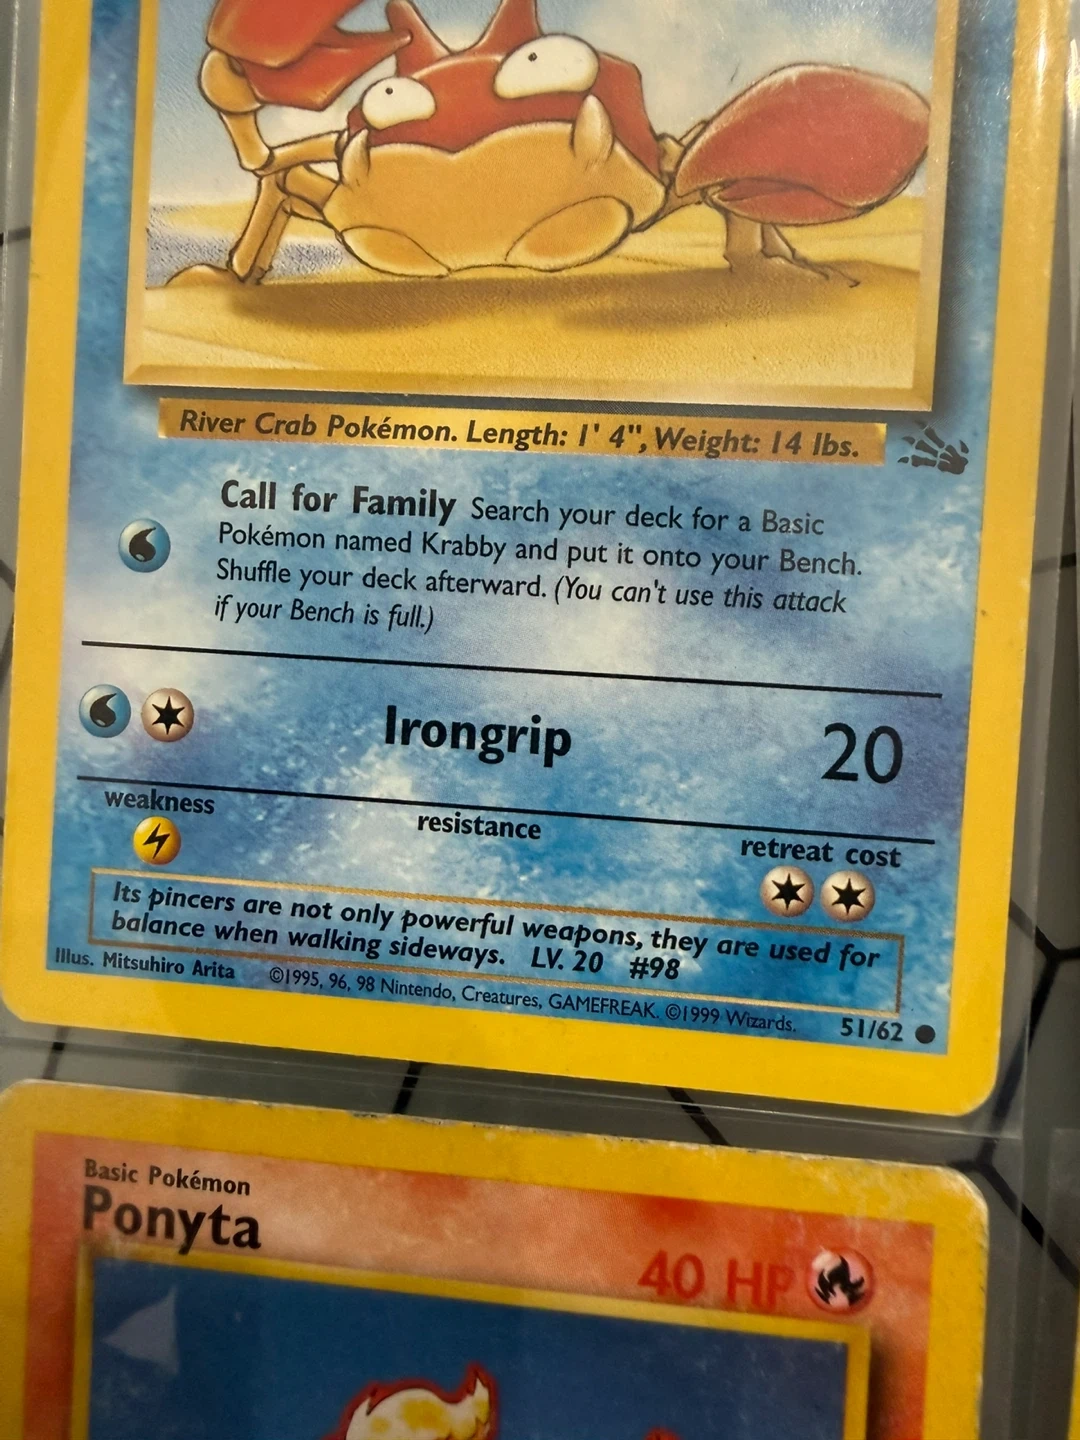 River Crab Pokémon. Length: 1' 4", Weight: 14 lbs.
Call for Family Search your deck for a Basic
Pokémon named Krabby and put it onto your Bench.
Shuffle your deck afterward. (You can't use this attack
if your Bench is full.)
Irongrip 20
weakness resistance retreat cost
Its pincers are not only powerful weapons, they are used for
balance when walking sideways. LV. 20 #98
Illus. Mitsuhiro Arita ©1995, 96, 98 Nintendo, Creatures, GAMEFREAK. ©1999 Wizards. 51/62
Basic Pokémon
Ponyta
40 HP